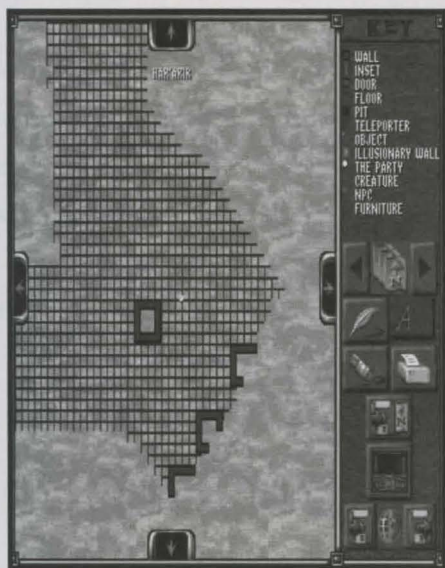 KEY
WALL
INSET
DOOR
FLOOR
PIT
TELEPORTER
OBJECT
ILLUSIONARY WALL
THE PARTY
CREATURE
NPC
FURNITURE
A